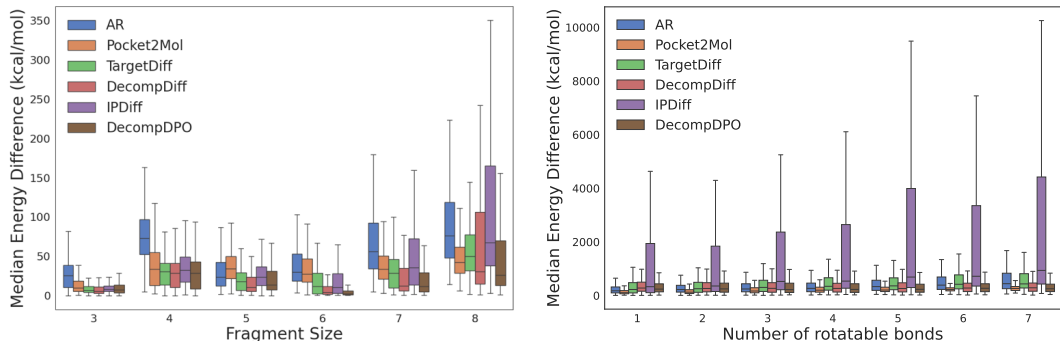 Median Energy Difference (kcal/mol)
350
300
250
200
150
100
50
0
AR
Pocket2Mol
TargetDiff
DecompDiff
IPDiff
DecompDPO
3 4 5 6 7 8
Fragment Size
Median Energy Difference (kcal/mol)
10000
8000
6000
4000
2000
0
AR
Pocket2Mol
TargetDiff
DecompDiff
IPDiff
DecompDPO
1 2 3 4 5 6 7
Number of rotatable bonds